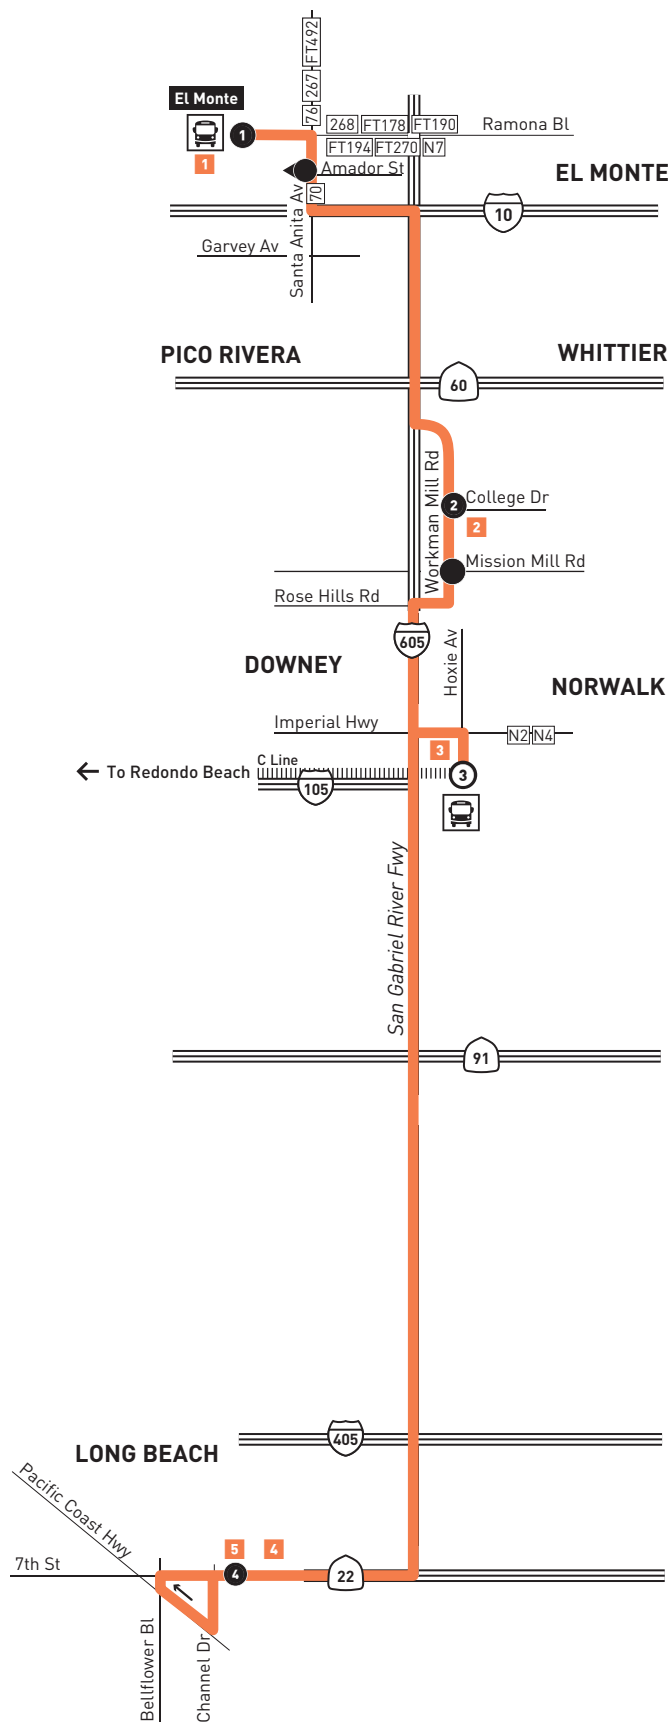 76 267 FT492
El Monte
1
1
268 FT178 FT190 Ramona Bl
FT194 FT270 N7
Amador St
EL MONTE
70
10
Santa Anita Av
Garvey Av
PICO RIVERA
WHITTIER
60
Workman Mill Rd
2
College Dr
2
Mission Mill Rd
Rose Hills Rd
605
Hoxie Av
DOWNEY
NORWALK
Imperial Hwy
N2 N4
3
C Line
← To Redondo Beach
3
105
San Gabriel River Fwy
91
405
LONG BEACH
Pacific Coast Hwy
5 4
7th St
4
22
Bellflower Bl
Channel Dr